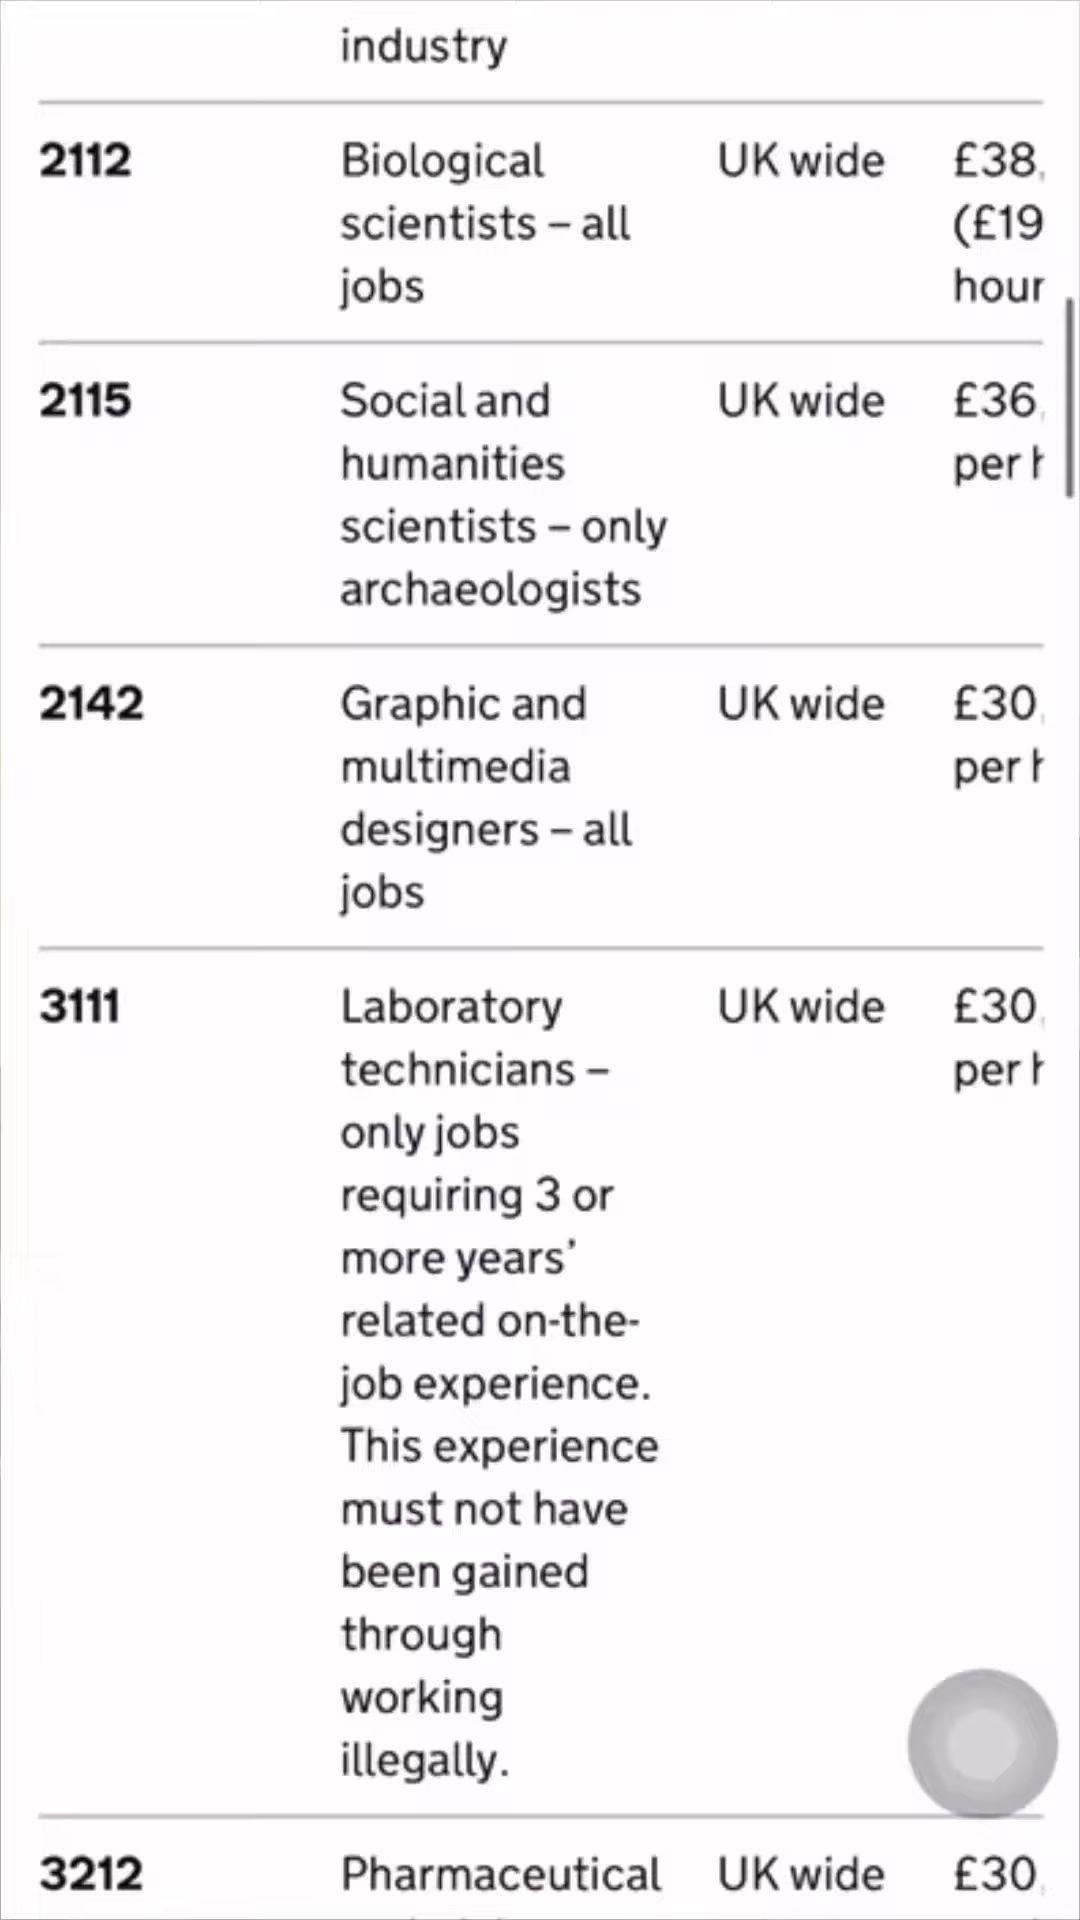 industry
2112 Biological UK wide £38,
scientists – all (£19
jobs hour
2115 Social and UK wide £36,
humanities per h
scientists – only
archaeologists
2142 Graphic and UK wide £30,
multimedia per h
designers – all
jobs
3111 Laboratory UK wide £30,
technicians – per h
only jobs
requiring 3 or
more years’
related on-the-
job experience.
This experience
must not have
been gained
through
working
illegally.
3212 Pharmaceutical UK wide £30,